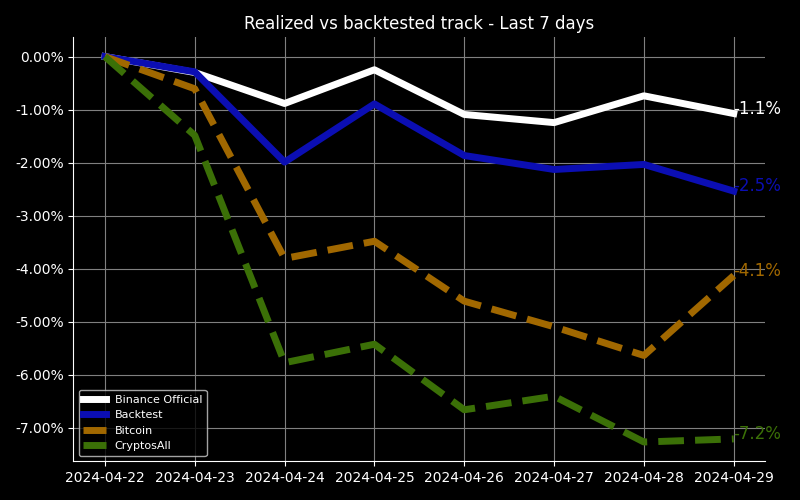 Realized vs backtested track - Last 7 days
0.00%
-1.00%
-2.00%
-3.00%
-4.00%
-5.00%
-6.00%
-7.00%
-1.1%
-2.5%
-4.1%
-7.2%
Binance Official
Backtest
Bitcoin
CryptosAll
2024-04-22 2024-04-23 2024-04-24 2024-04-25 2024-04-26 2024-04-27 2024-04-28 2024-04-29